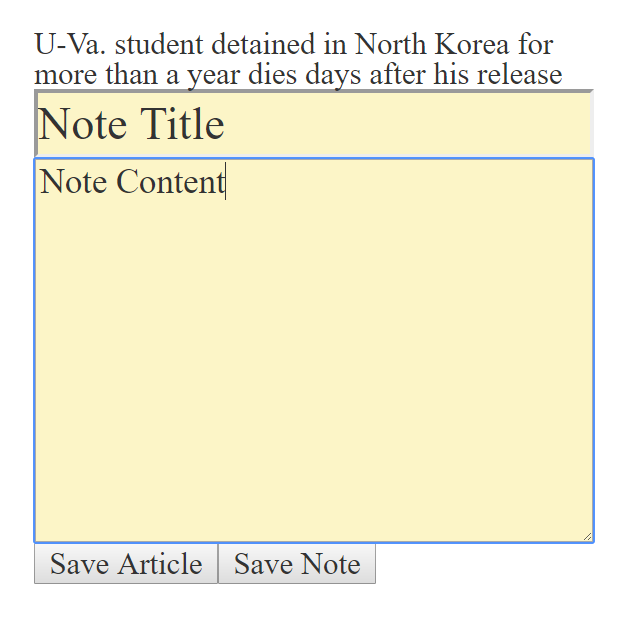 U-Va. student detained in North Korea for
more than a year dies days after his release
Note Title
Note Content
Save Article
Save Note